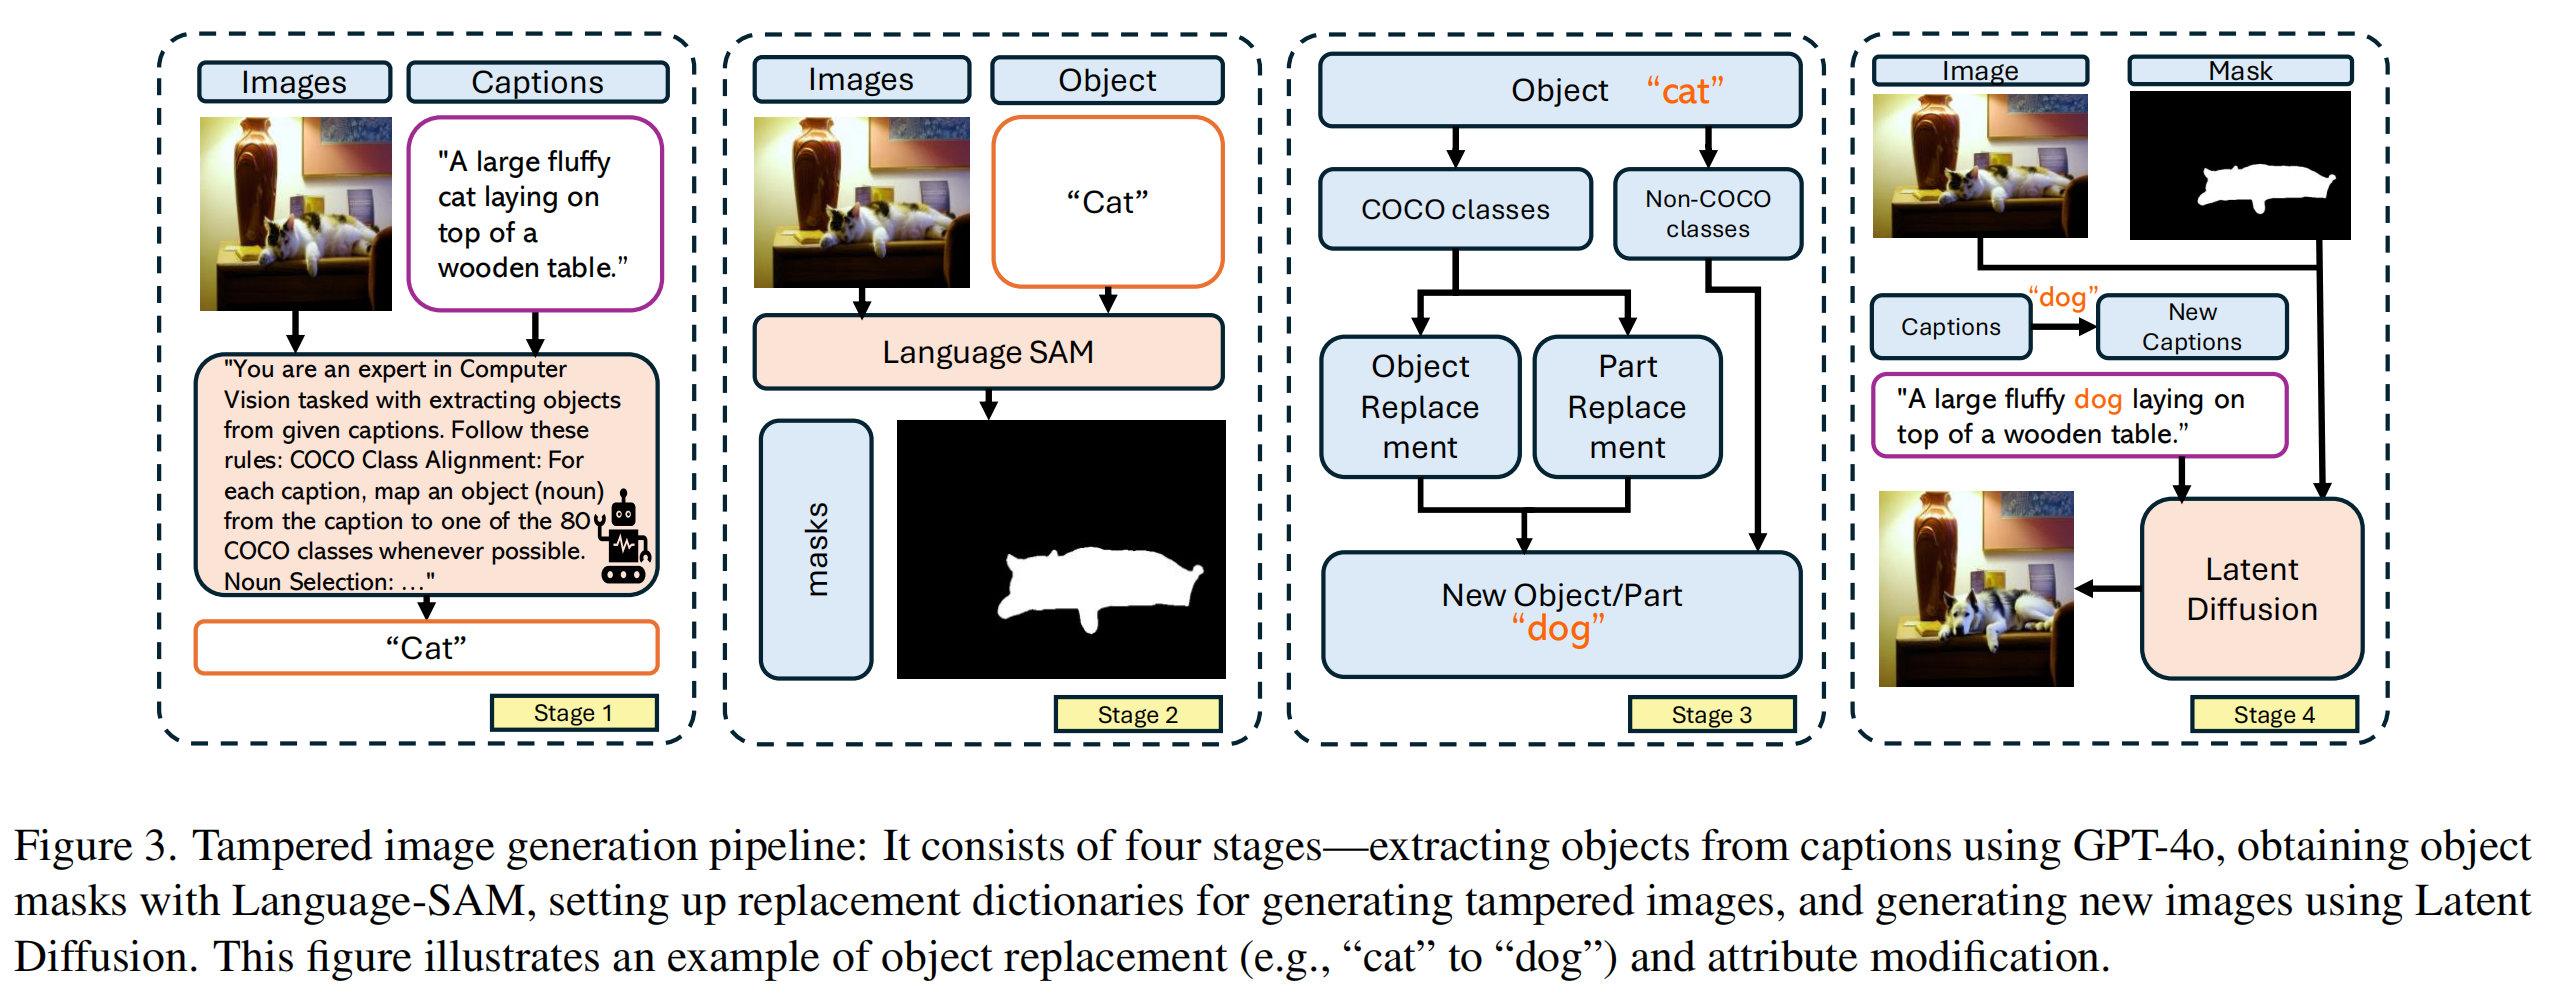 Images
Captions
"A large fluffy
cat laying on
top of a
wooden table.”
"You are an expert in Computer
Vision tasked with extracting objects
from given captions. Follow these
rules: COCO Class Alignment: For
each caption, map an object (noun)
from the caption to one of the 80
COCO classes whenever possible.
Noun Selection: …"
“Cat”
Stage 1
Images
Object
“Cat”
Language SAM
masks
Stage 2
Object “cat”
COCO classes
Non-COCO
classes
Object
Replace
ment
Part
Replace
ment
New Object/Part
“dog”
Stage 3
Image
Mask
Captions
“dog”
New
Captions
"A large fluffy dog laying on
top of a wooden table.”
Latent
Diffusion
Stage 4
Figure 3. Tampered image generation pipeline: It consists of four stages—extracting objects from captions using GPT-4o, obtaining object
masks with Language-SAM, setting up replacement dictionaries for generating tampered images, and generating new images using Latent
Diffusion. This figure illustrates an example of object replacement (e.g., “cat” to “dog”) and attribute modification.